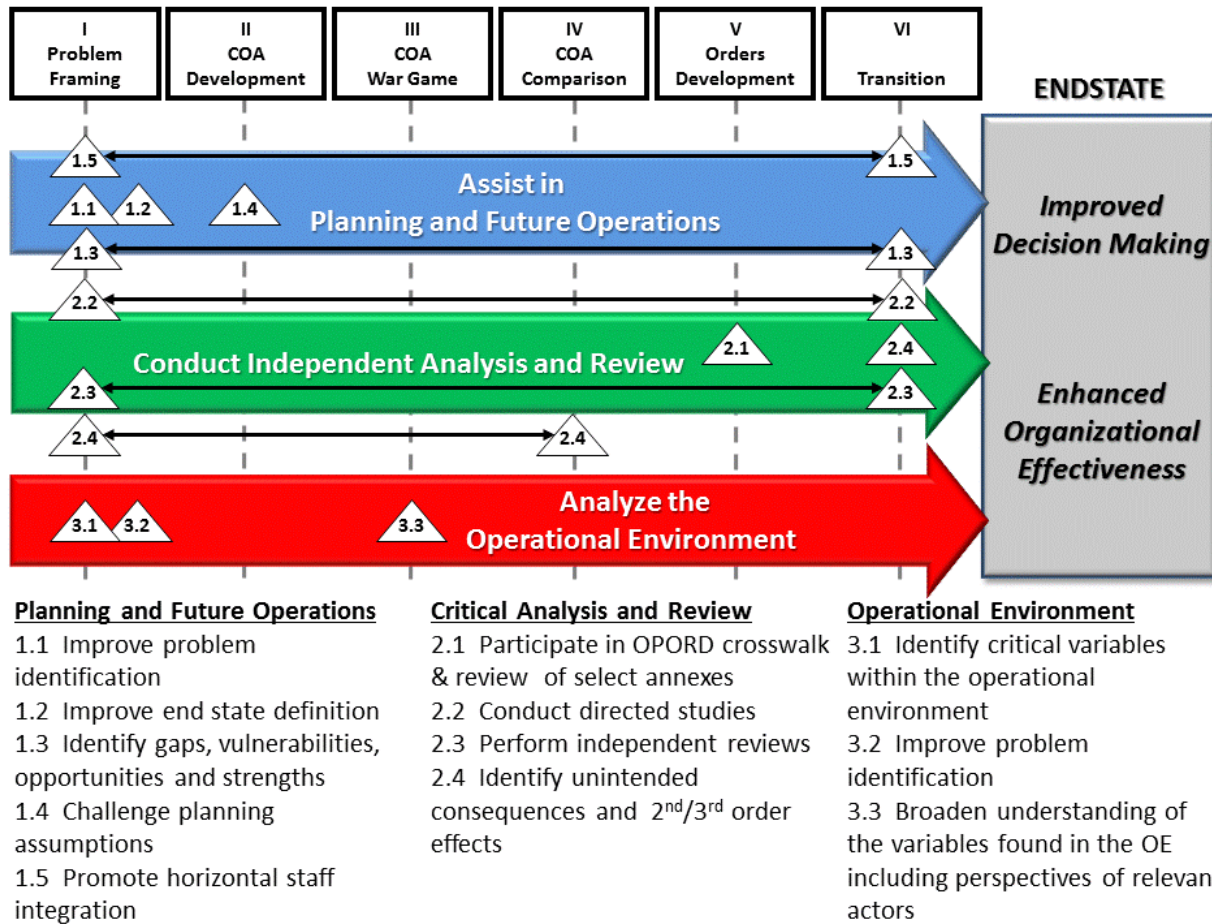 I
Problem
Framing
II
COA
Development
III
COA
War Game
IV
COA
Comparison
V
Orders
Development
VI
Transition
ENDSTATE
1.5
1.5
Assist in
1.1
1.2
1.4
Planning and Future Operations
1.3
1.3
Improved
Decision Making
2.2
2.2
2.1
2.4
Conduct Independent Analysis and Review
2.3
2.3
2.4
2.4
Enhanced
Organizational
Effectiveness
Analyze the
3.1
3.2
3.3
Operational Environment
Planning and Future Operations
1.1 Improve problem
identification
1.2 Improve end state definition
1.3 Identify gaps, vulnerabilities,
opportunities and strengths
1.4 Challenge planning
assumptions
1.5 Promote horizontal staff
integration
Critical Analysis and Review
2.1 Participate in OPORD crosswalk
& review of select annexes
2.2 Conduct directed studies
2.3 Perform independent reviews
2.4 Identify unintended
consequences and 2nd/3rd order
effects
Operational Environment
3.1 Identify critical variables
within the operational
environment
3.2 Improve problem
identification
3.3 Broaden understanding of
the variables found in the OE
including perspectives of relevant
actors